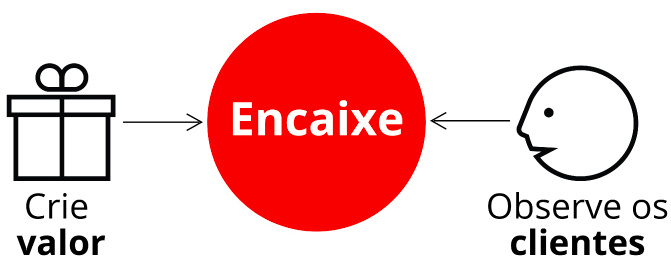 Encaixe
Crie
valor
Observe os
clientes